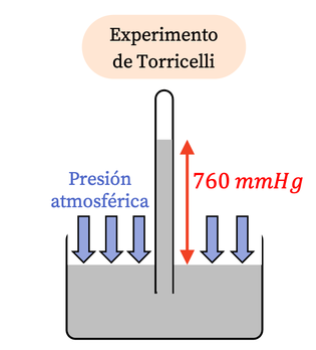 Experimento
de Torricelli
Presión
atmosférica
760 mmHg